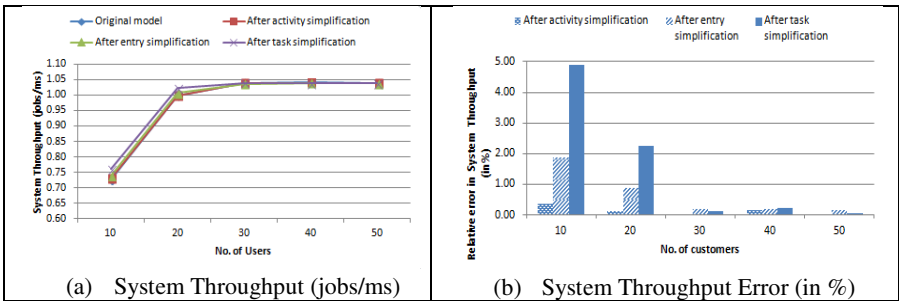 Original model
After activity simplification
After entry simplification
After task simplification
System Throughput (jobs/ms)
1.10
1.05
1.00
0.95
0.90
0.85
0.80
0.75
0.70
0.65
0.60
10 20 30 40 50
No. of Users
(a) System Throughput (jobs/ms)
After activity simplification
After entry simplification
After task simplification
Relative error in System Throughput (in %)
5.00
4.00
3.00
2.00
1.00
0.00
10 20 30 40 50
No. of customers
(b) System Throughput Error (in %)